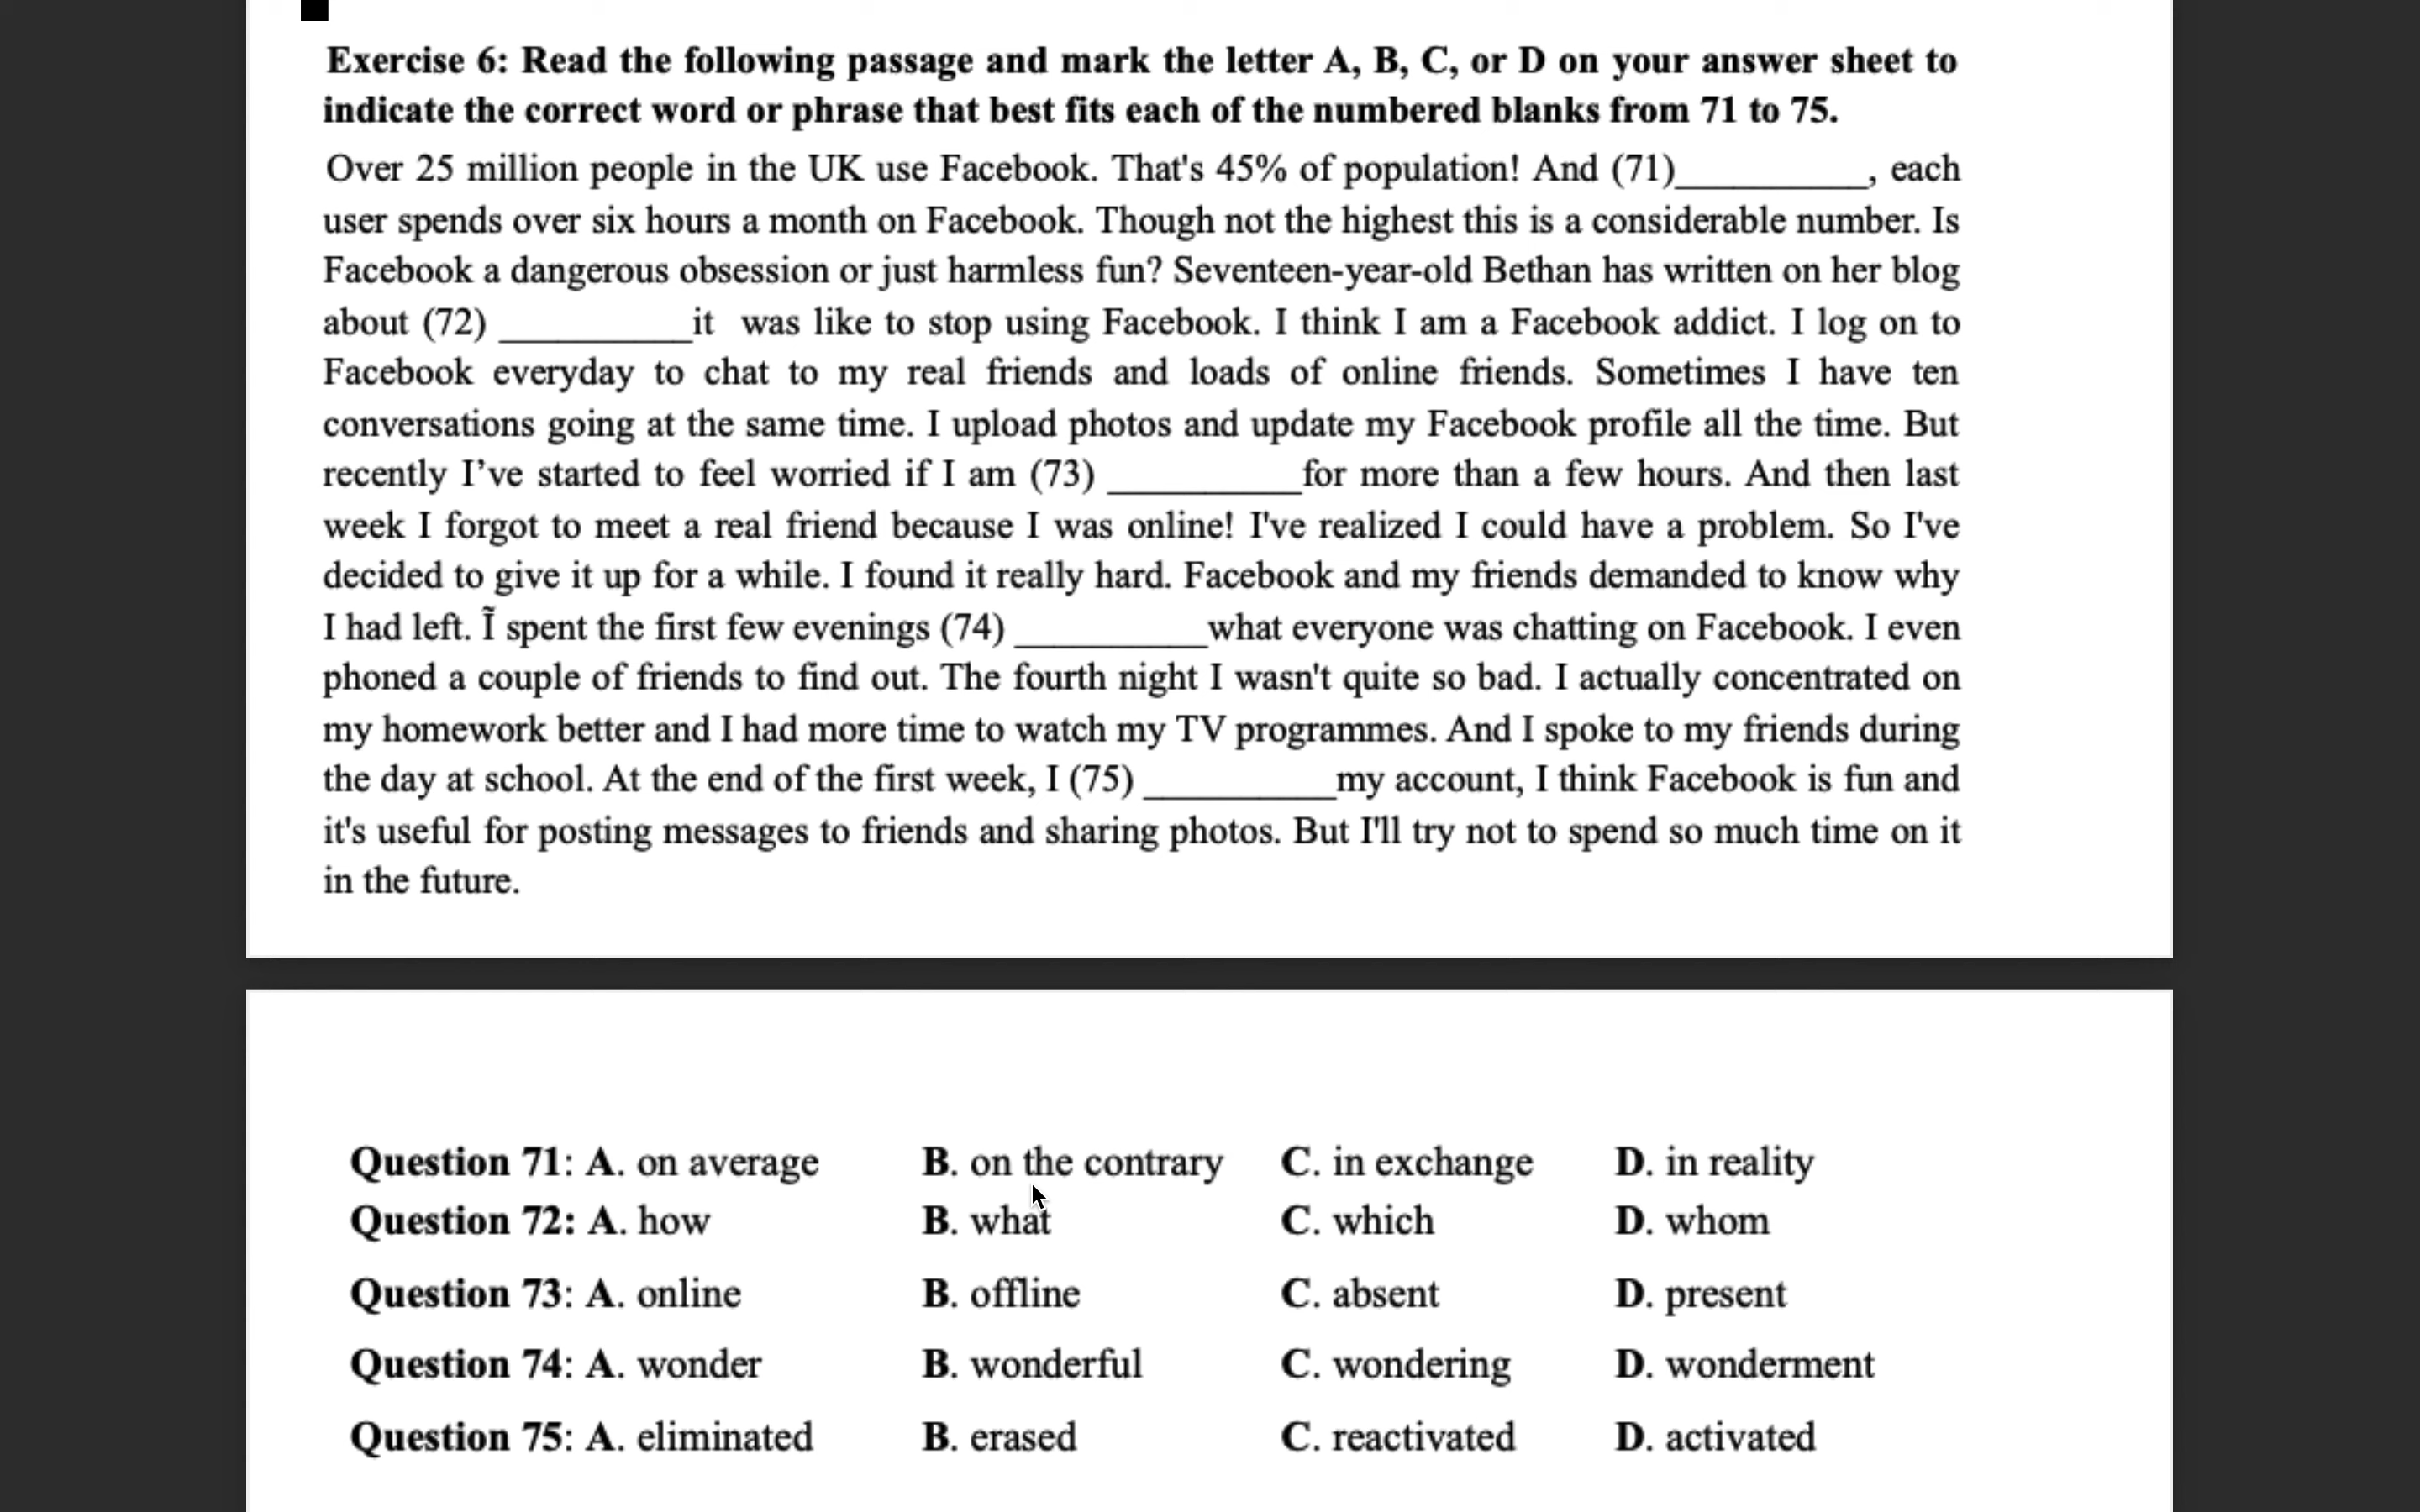 Exercise 6: Read the following passage and mark the letter A, B, C, or D on your answer sheet to
indicate the correct word or phrase that best fits each of the numbered blanks from 71 to 75.
Over 25 million people in the UK use Facebook. That's 45% of population! And (71)__________, each
user spends over six hours a month on Facebook. Though not the highest this is a considerable number. Is
Facebook a dangerous obsession or just harmless fun? Seventeen-year-old Bethan has written on her blog
about (72) __________it was like to stop using Facebook. I think I am a Facebook addict. I log on to
Facebook everyday to chat to my real friends and loads of online friends. Sometimes I have ten
conversations going at the same time. I upload photos and update my Facebook profile all the time. But
recently I’ve started to feel worried if I am (73) __________for more than a few hours. And then last
week I forgot to meet a real friend because I was online! I've realized I could have a problem. So I've
decided to give it up for a while. I found it really hard. Facebook and my friends demanded to know why
I had left. Ĩ spent the first few evenings (74) __________what everyone was chatting on Facebook. I even
phoned a couple of friends to find out. The fourth night I wasn't quite so bad. I actually concentrated on
my homework better and I had more time to watch my TV programmes. And I spoke to my friends during
the day at school. At the end of the first week, I (75) __________my account, I think Facebook is fun and
it's useful for posting messages to friends and sharing photos. But I'll try not to spend so much time on it
in the future.
Question 71: A. on average B. on the contrary C. in exchange D. in reality
Question 72: A. how B. what C. which D. whom
Question 73: A. online B. offline C. absent D. present
Question 74: A. wonder B. wonderful C. wondering D. wonderment
Question 75: A. eliminated B. erased C. reactivated D. activated